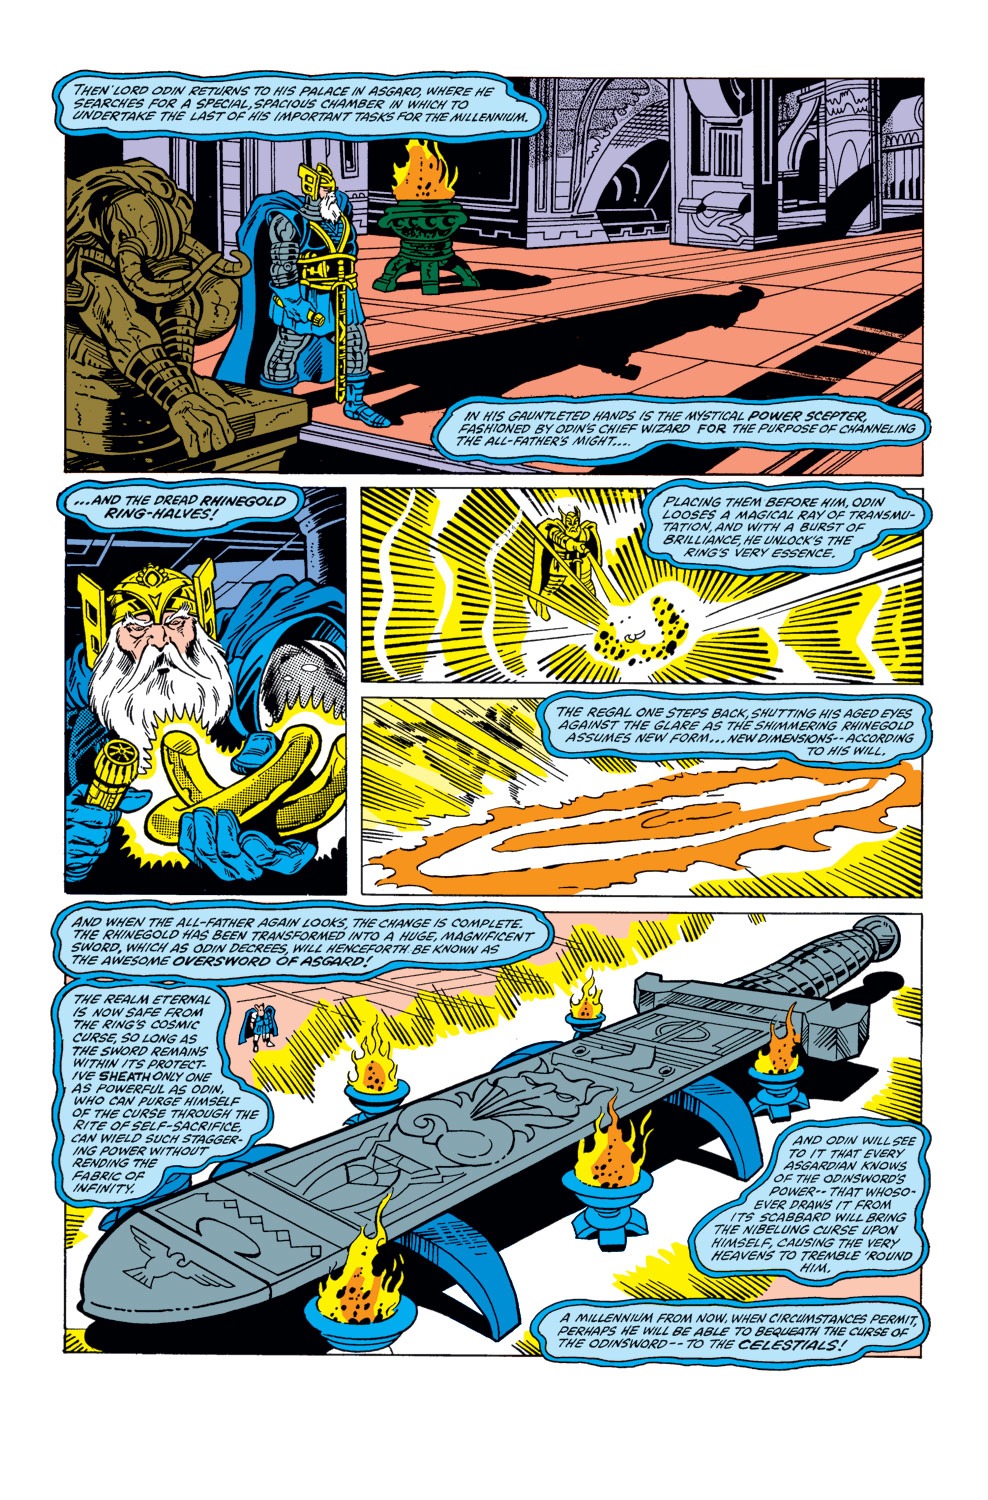 THEN LORD ODIN RETURNS TO HIS PALACE IN ASGARD, WHERE HE
SEARCHES FOR A SPECIAL, SPACIOUS CHAMBER IN WHICH TO
UNDERTAKE THE LAST OF HIS IMPORTANT TASKS FOR THE MILLENNIUM.
IN HIS GAUNTLETED HANDS IS THE MYSTICAL POWER SCEPTER,
FASHIONED BY ODIN'S CHIEF WIZARD FOR THE PURPOSE OF CHANNELING
THE ALL-FATHER'S MIGHT....
...AND THE DREAD RHINEGOLD
RING-HALVES!
PLACING THEM BEFORE HIM, ODIN
LOOSES A MAGICAL RAY OF TRANSMU-
TATION, AND WITH A BURST OF
BRILLIANCE, HE UNLOCK'S THE
RING'S VERY ESSENCE.
THE REGAL ONE STEPS BACK, SHUTTING HIS AGED EYES
AGAINST THE GLARE AS THE SHIMMERING RHINEGOLD
ASSUMES NEW FORM...NEW DIMENSIONS--ACCORDING
TO HIS WILL.
AND WHEN THE ALL-FATHER AGAIN LOOKS, THE CHANGE IS COMPLETE.
THE RHINEGOLD HAS BEEN TRANSFORMED INTO A HUGE, MAGNIFICENT
SWORD, WHICH AS ODIN DECREES, WILL HENCEFORTH BE KNOWN AS
THE AWESOME OVERSWORD OF ASGARD!
THE REALM ETERNAL
IS NOW SAFE FROM
THE RING'S COSMIC
CURSE, SO LONG AS
THE SWORD REMAINS
WITHIN ITS PROTECT-
IVE SHEATH ONLY ONE
AS POWERFUL AS ODIN,
WHO CAN PURGE HIMSELF
OF THE CURSE THROUGH THE
RITE OF SELF-SACRIFICE,
CAN WIELD SUCH STAGGER-
ING POWER WITHOUT
RENDING THE
FABRIC OF
INFINITY.
AND ODIN WILL SEE
TO IT THAT EVERY
ASGARDIAN KNOWS
OF THE ODINSWORD'S
POWER--THAT WHOSO-
EVER DRAWS IT FROM
ITS SCABBARD WILL BRING
THE NIBELUNG CURSE UPON
HIMSELF, CAUSING THE VERY
HEAVENS TO TREMBLE 'ROUND
HIM.
A MILLENNIUM FROM NOW, WHEN CIRCUMSTANCES PERMIT,
PERHAPS HE WILL BE ABLE TO BEQUEATH THE CURSE OF
THE ODINSWORD--TO THE CELESTIALS!